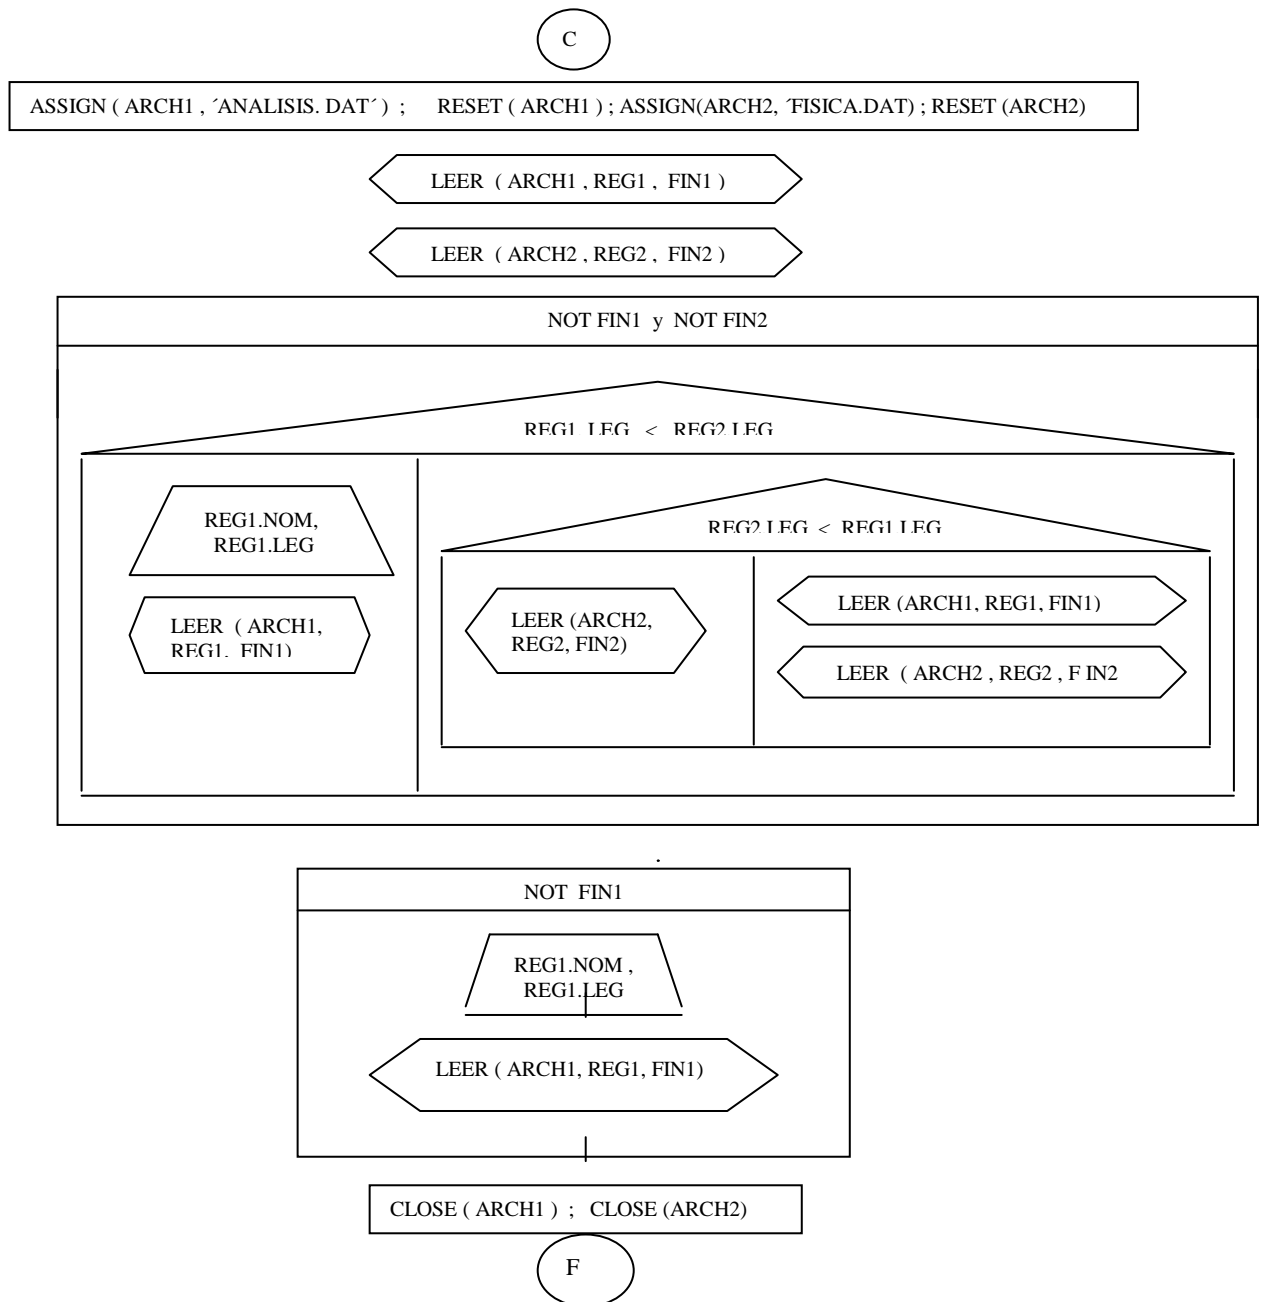 C
ASSIGN ( ARCH1 , ´ANALISIS. DAT´ ) ; RESET ( ARCH1 ) ; ASSIGN(ARCH2, ´FISICA.DAT) ; RESET (ARCH2)
LEER ( ARCH1 , REG1 , FIN1 )
LEER ( ARCH2 , REG2 , FIN2 )
NOT FIN1 y NOT FIN2
REG1. LEG < REG2.LEG
REG1.NOM,
REG1.LEG
LEER ( ARCH1,
REG1, FIN1)
REG2.LEG < REG1.LEG
LEER (ARCH2,
REG2, FIN2)
LEER (ARCH1, REG1, FIN1)
LEER ( ARCH2 , REG2 , F IN2
.
NOT FIN1
REG1.NOM ,
REG1.LEG
LEER ( ARCH1, REG1, FIN1)
CLOSE ( ARCH1 ) ; CLOSE (ARCH2)
F